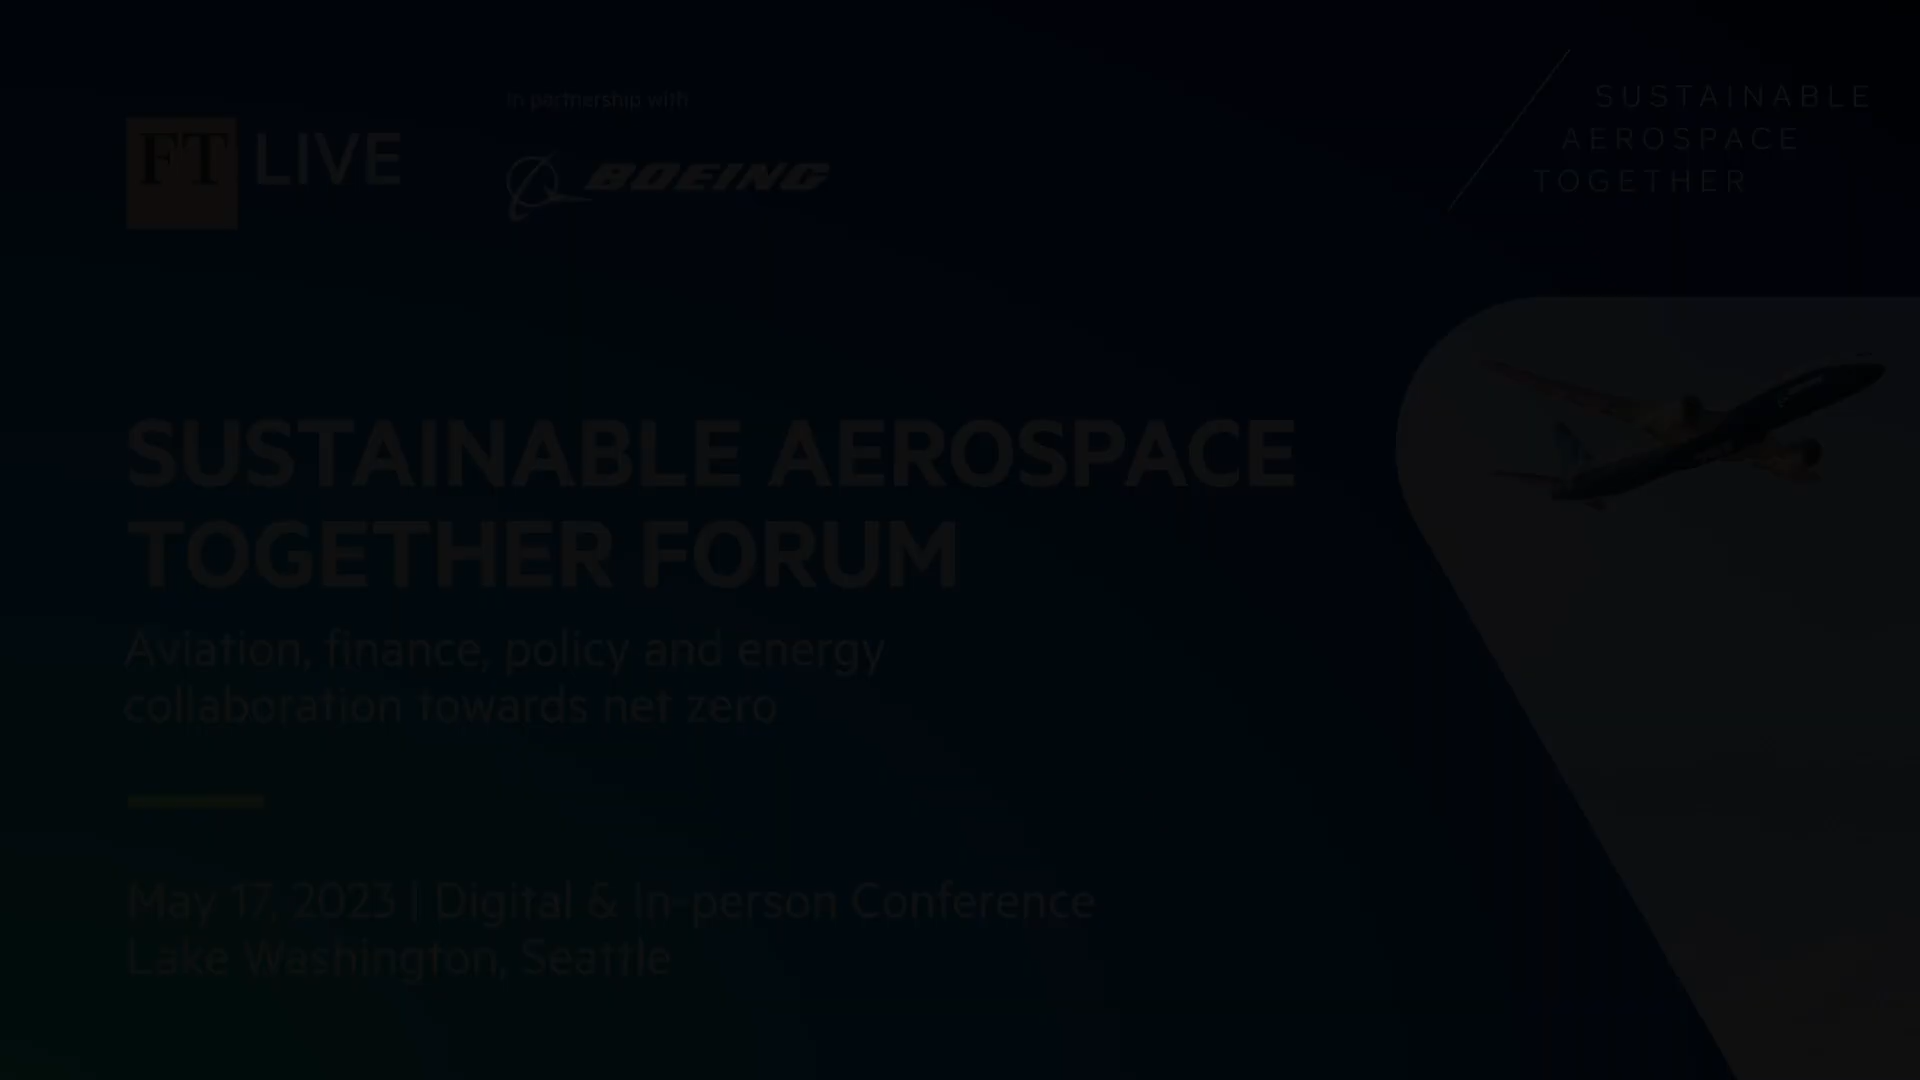 in partnership with
FT LIVE
BOEING
SUSTAINABLE
AEROSPACE
TOGETHER
SUSTAINABLE AEROSPACE
TOGETHER FORUM
Aviation, finance, policy and energy
collaboration towards net zero
May 17, 2023 | Digital & In-person Conference
Lake Washington, Seattle